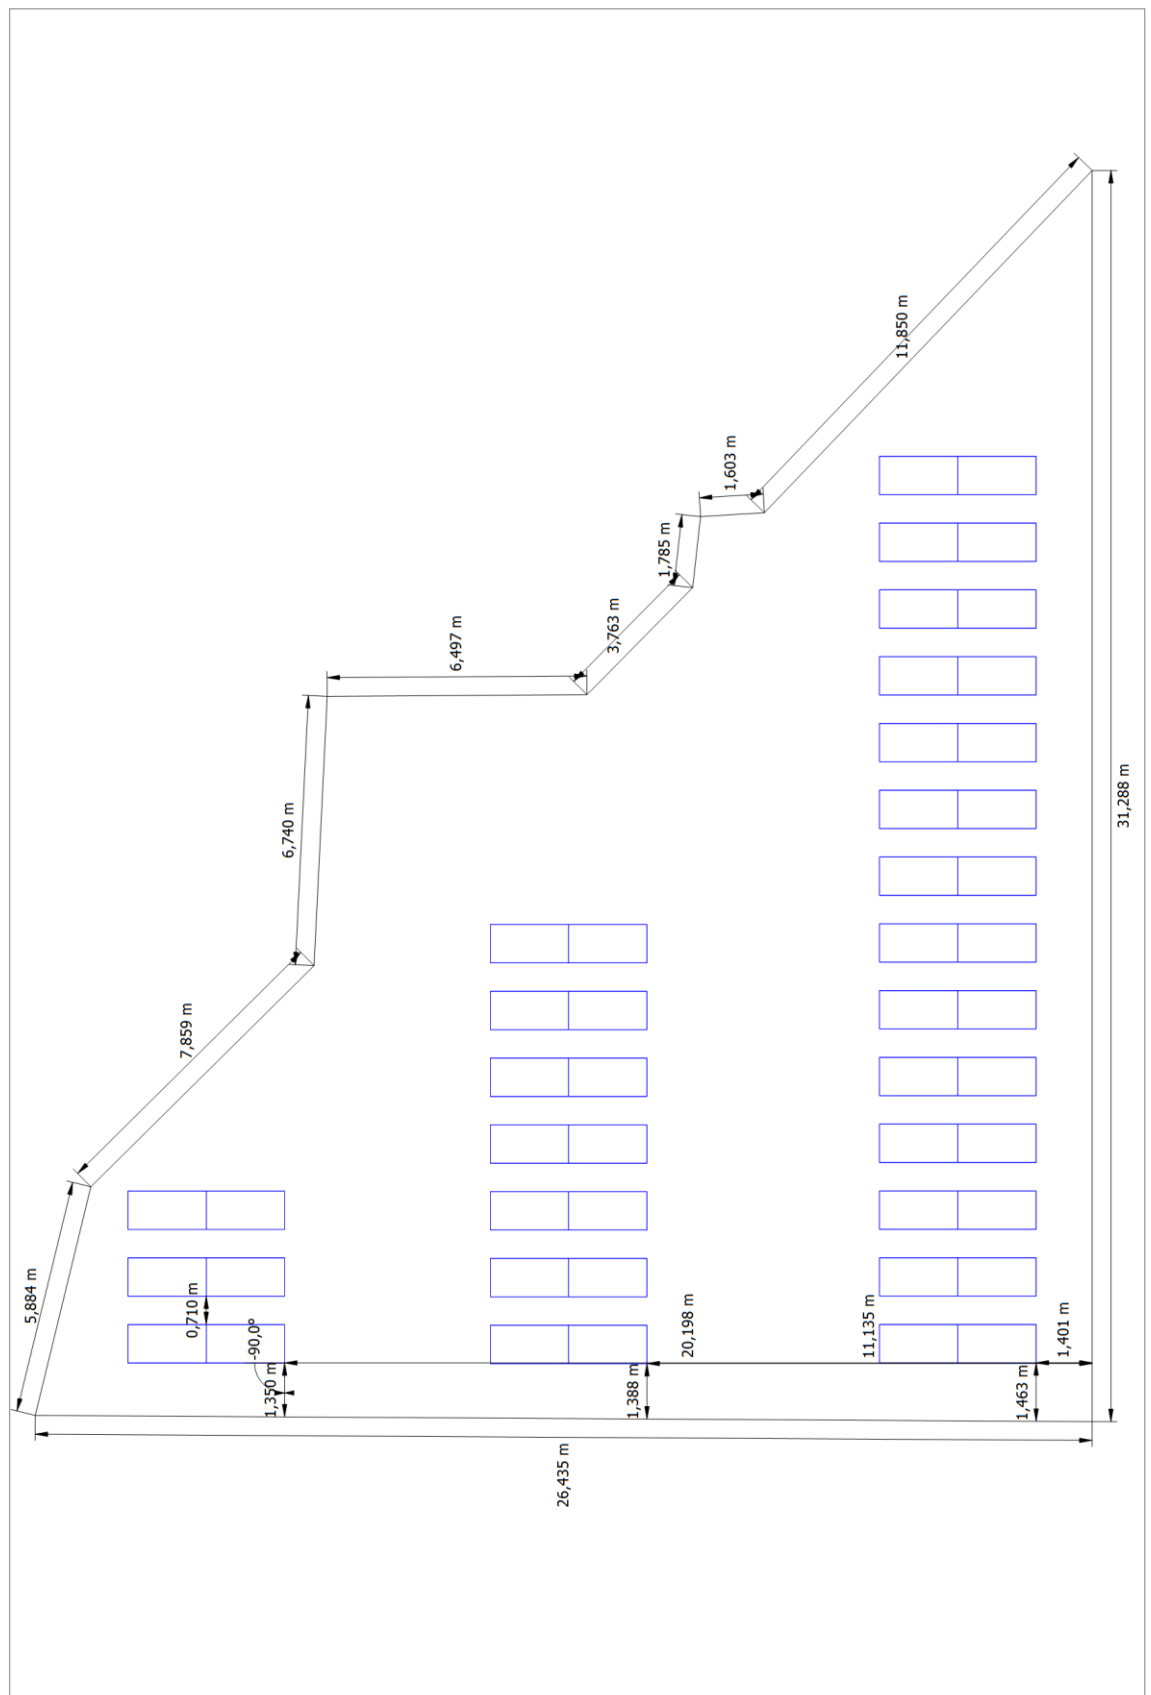 11,850 m
1,603 m
1,785 m
3,763 m
6,497 m
6,740 m
31,288 m
7,859 m
5,884 m
0,710 m
-90,0°
1,350 m
20,198 m
11,135 m
1,401 m
1,388 m
1,463 m
26,435 m